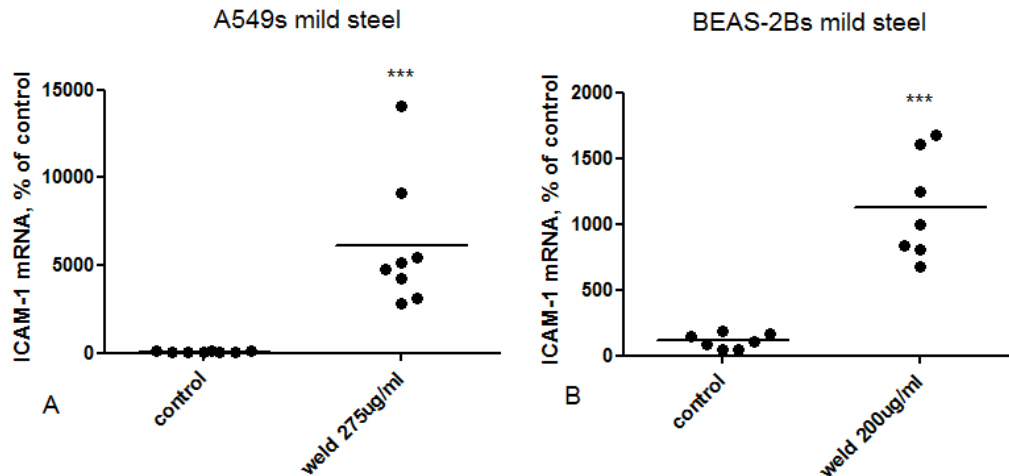 A549s mild steel
ICAM-1 mRNA, % of control
15000
10000
5000
0
***
control
weld 275ug/ml
A
BEAS-2Bs mild steel
ICAM-1 mRNA, % of control
2000
1500
1000
500
0
***
control
weld 200ug/ml
B